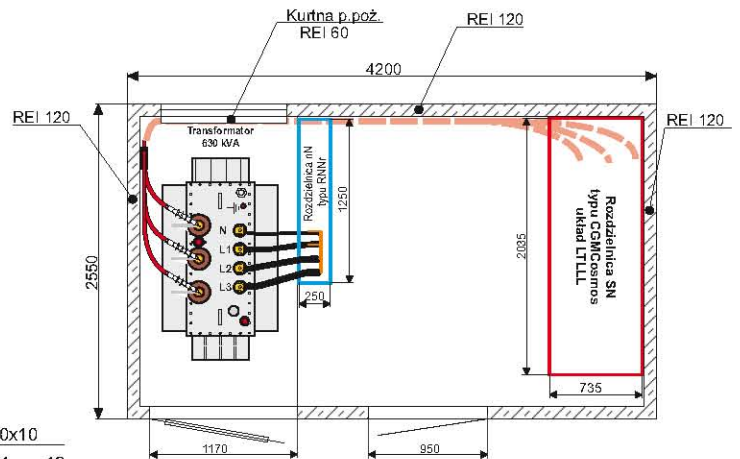 Kurtna p.poż.
REI 60
REI 120
4200
REI 120
REI 120
Transformator
630 kVA
Rozdzielnica nN
typu RNNr
1250
250
N
L1
L2
L3
2550
2035
Rozdzielnica SN
typu CGMCosmos
układ LTLLL
735
0x10
1170
950